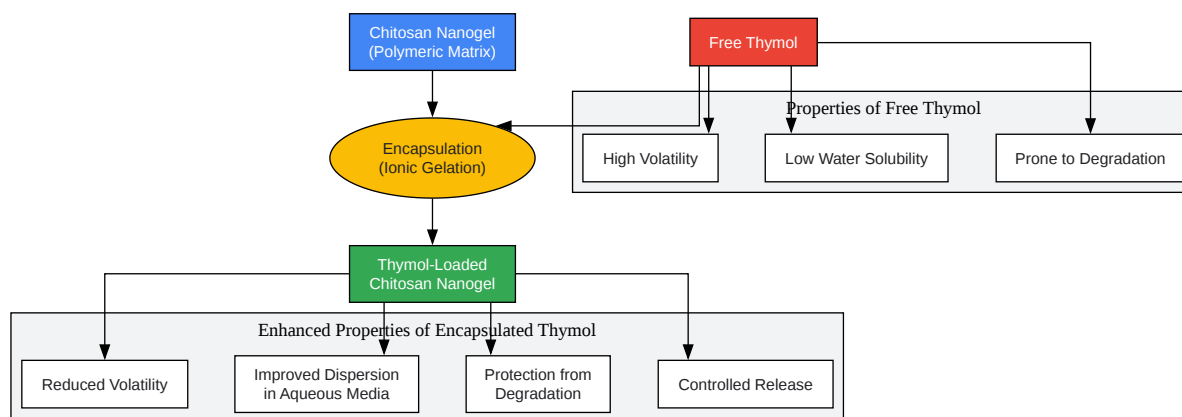 Chitosan Nanogel
(Polymeric Matrix)
Free Thymol
Properties of Free Thymol
Encapsulation
(Ionic Gelation)
High Volatility
Low Water Solubility
Prone to Degradation
Thymol-Loaded
Chitosan Nanogel
Enhanced Properties of Encapsulated Thymol
Reduced Volatility
Improved Dispersion
in Aqueous Media
Protection from
Degradation
Controlled Release